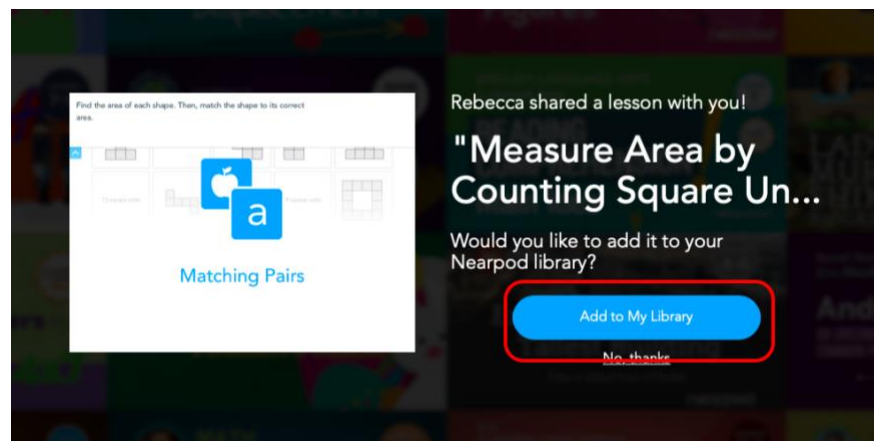 Find the area of each shape. Then, match the shape to its correct
area.
a
Matching Pairs
Rebecca shared a lesson with you!
"Measure Area by
Counting Square Un...
Would you like to add it to your
Nearpod library?
Add to My Library
No, thanks